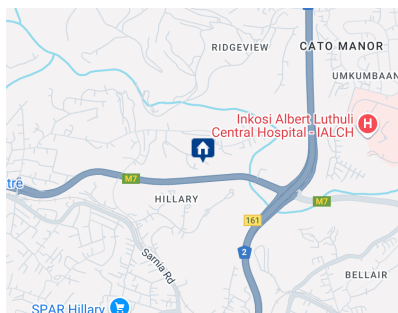 RIDGEVIEW
CATO MANOR
UMKUMBAAN
Inkosi Albert Luthuli
Central Hospital - IALCH
H
M7
tre
HILLARY
M7
161
Sarnia Rd
2
BELLAIR
SPAR Hillary